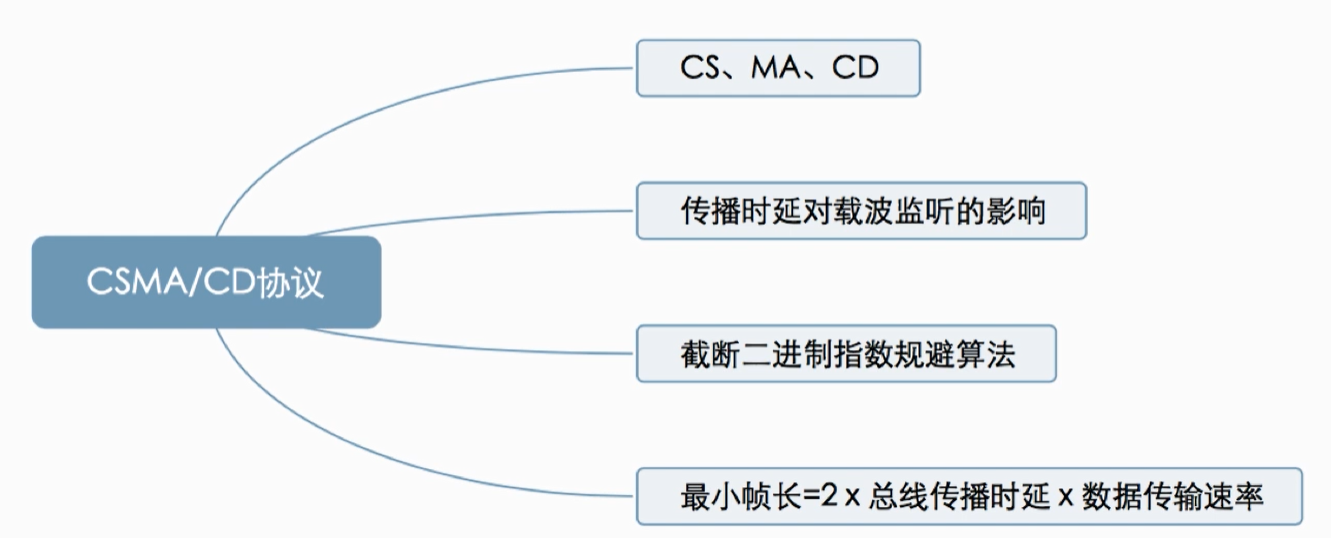 CS、MA、CD
传播时延对载波监听的影响
CSMA/CD协议
截断二进制指数规避算法
最小帧长=2 x 总线传播时延 x 数据传输速率